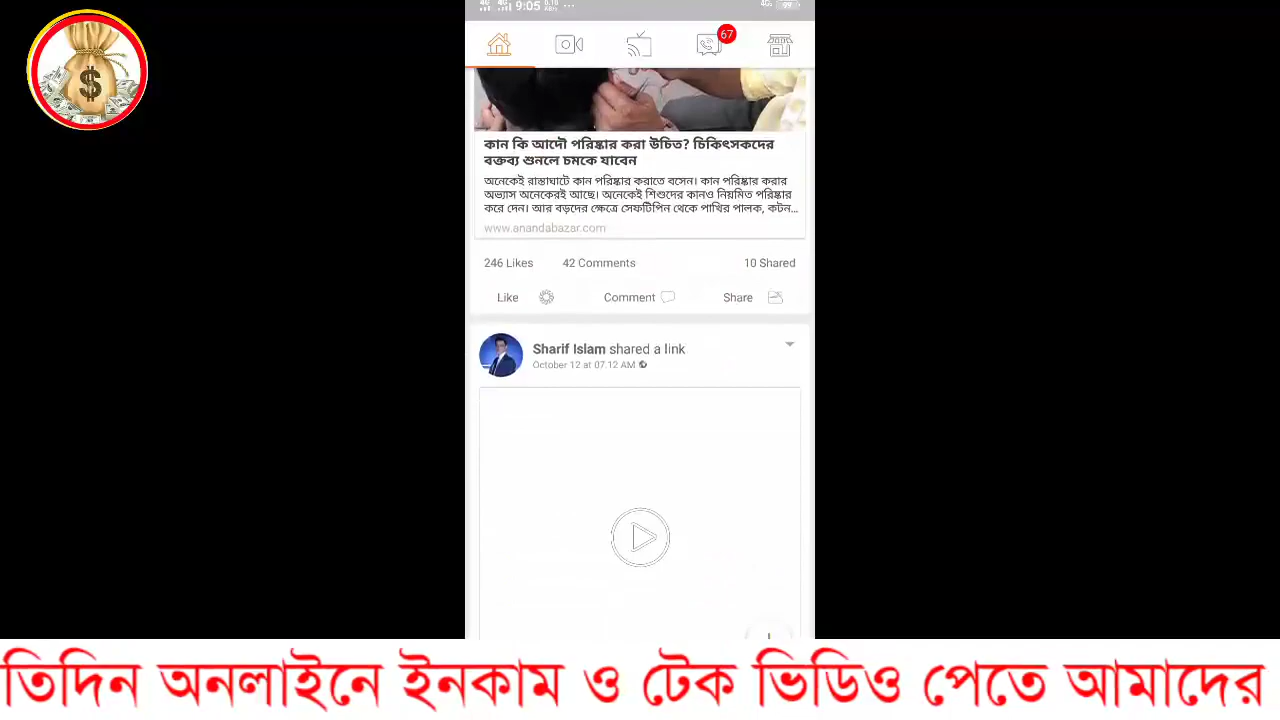 9:05
67
কান কি আদৌ পরিষ্কার করা উচিত? চিকিৎসকদের
বক্তব্য শুনলে চমকে যাবেন
অনেকেই রাস্তাঘাটে কান পরিষ্কার করাতে বসেন। কান পরিষ্কার করার
অভ্যাস অনেকেরই আছে। অনেকেই শিশুদের কানও নিয়মিত পরিষ্কার
করে দেন। আর বড়দের ক্ষেত্রে সেফটিপিন থেকে পাখির পালক, কটন...
www.anandabazar.com
246 Likes 42 Comments 10 Shared
Like Comment Share
Sharif Islam shared a link
October 12 at 07.12 AM
তিদিন অনলাইনে ইনকাম ও টেক ভিডিও পেতে আমাদের